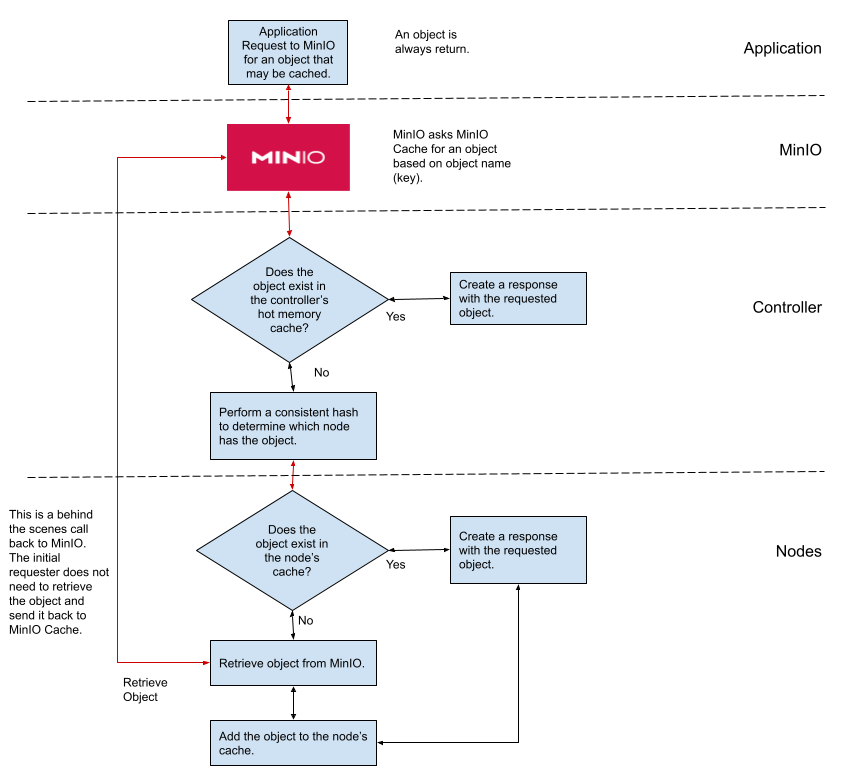 Application
Request to MinIO
for an object that
may be cached.
An object is
always return.
Application
MINIO
MinIO asks MinIO
Cache for an object
based on object name
(key).
MinIO
Does the
object exist in
the controller's
hot memory
cache?
Yes
Create a response
with the requested
object.
Controller
No
Perform a consistent hash
to determine which node
has the object.
This is a behind
the scenes call
back to MinIO.
The initial
requester does not
need to retrieve
the object and
send it back to
MinIO Cache.
Does the
object exist in
the node's
cache?
Yes
Create a response
with the requested
object.
Nodes
No
Retrieve object from MinIO.
Retrieve
Object
Add the object to the node's
cache.